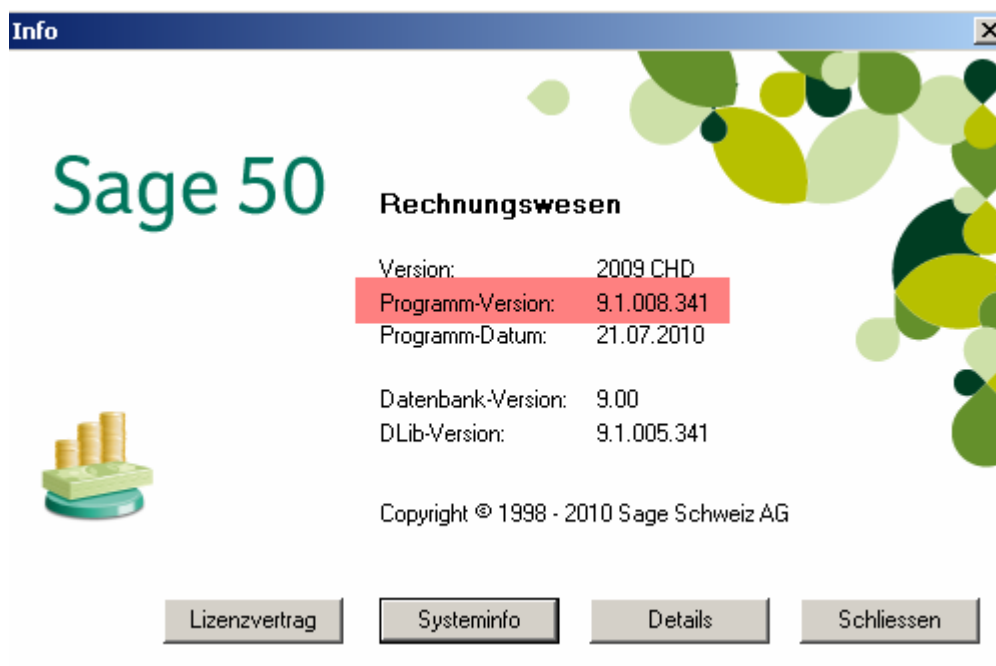 Info
Sage 50
Rechnungswesen
Version: 2009 CHD
Programm-Version: 9.1.008.341
Programm-Datum: 21.07.2010
Datenbank-Version: 9.00
DLib-Version: 9.1.005.341
Copyright © 1998 - 2010 Sage Schweiz AG
Lizenzvertrag Systeminfo Details Schliessen